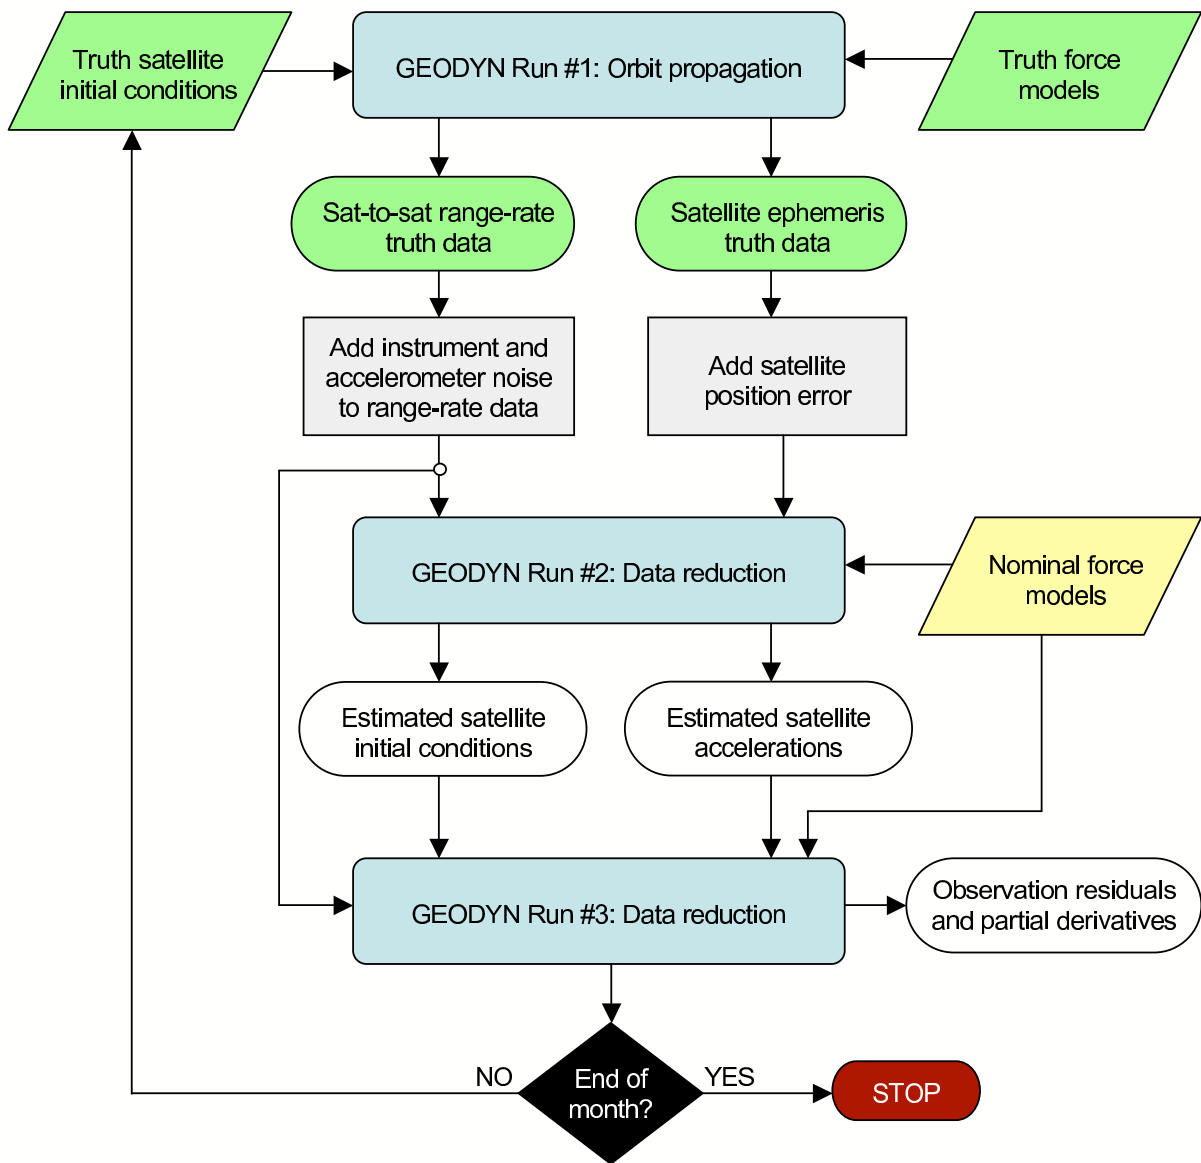 Truth satellite
initial conditions
GEODYN Run #1: Orbit propagation
Truth force
models
Sat-to-sat range-rate
truth data
Satellite ephemeris
truth data
Add instrument and
accelerometer noise
to range-rate data
Add satellite
position error
GEODYN Run #2: Data reduction
Nominal force
models
Estimated satellite
initial conditions
Estimated satellite
accelerations
GEODYN Run #3: Data reduction
Observation residuals
and partial derivatives
NO
End of
month?
YES
STOP